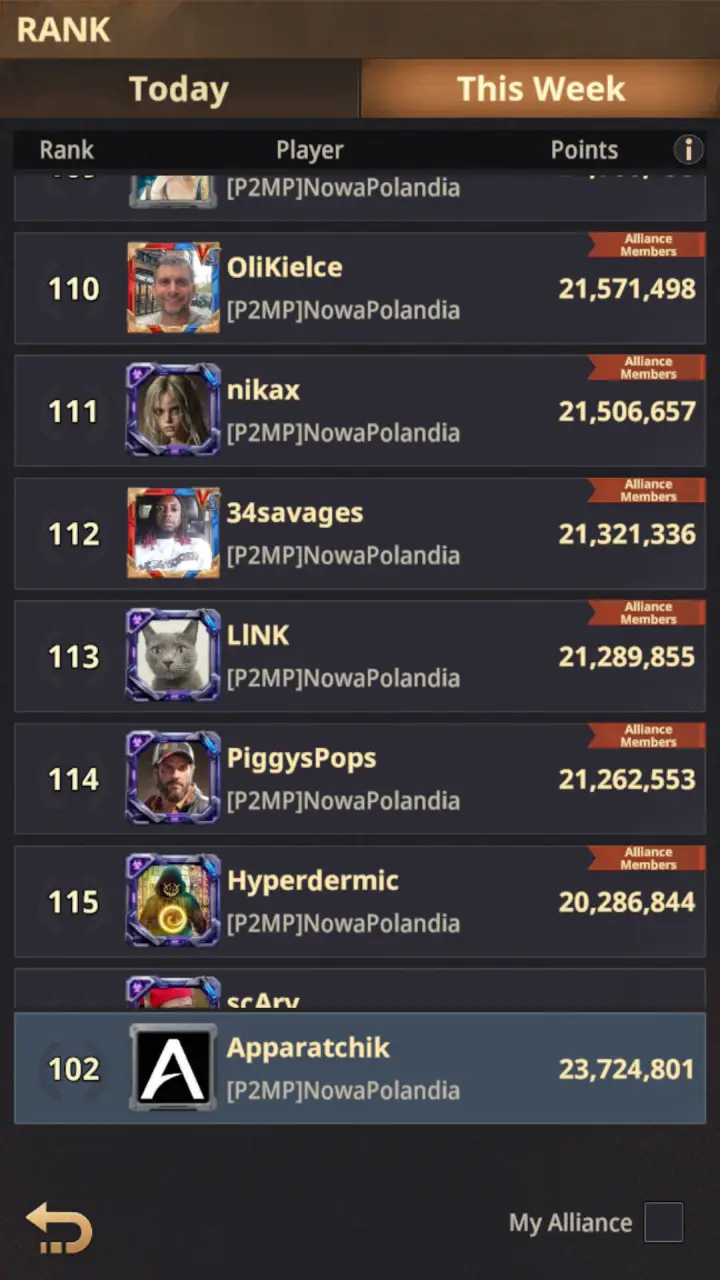 RANK
Today
This Week
Rank Player Points
[P2MP]NowaPolandia
Alliance Members
110 OliKielce 21,571,498
[P2MP]NowaPolandia
Alliance Members
111 nikax 21,506,657
[P2MP]NowaPolandia
Alliance Members
112 34savages 21,321,336
[P2MP]NowaPolandia
Alliance Members
113 LINK 21,289,855
[P2MP]NowaPolandia
Alliance Members
114 PiggysPops 21,262,553
[P2MP]NowaPolandia
Alliance Members
115 Hyperdermic 20,286,844
[P2MP]NowaPolandia
102 Apparatchik 23,724,801
[P2MP]NowaPolandia
My Alliance